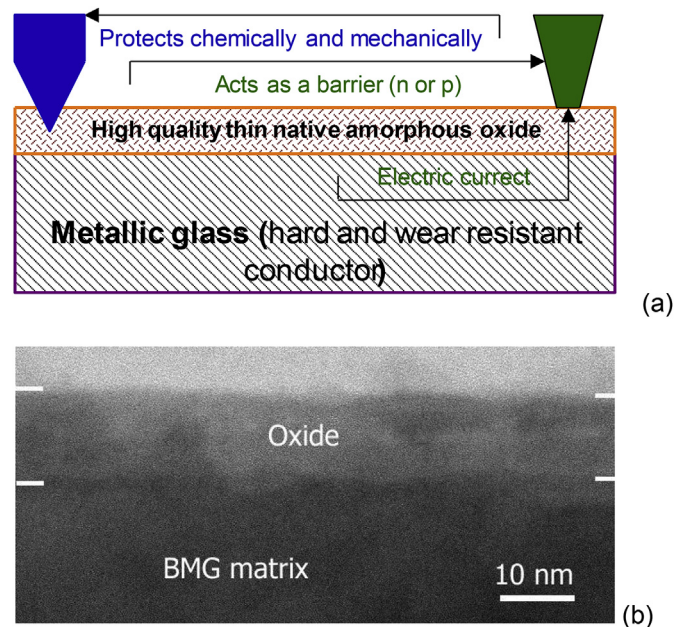 Protects chemically and mechanically
Acts as a barrier (n or p)
High quality thin native amorphous oxide
Electric currect
Metallic glass (hard and wear resistant
conductor)
(a)
Oxide
BMG matrix
10 nm
(b)